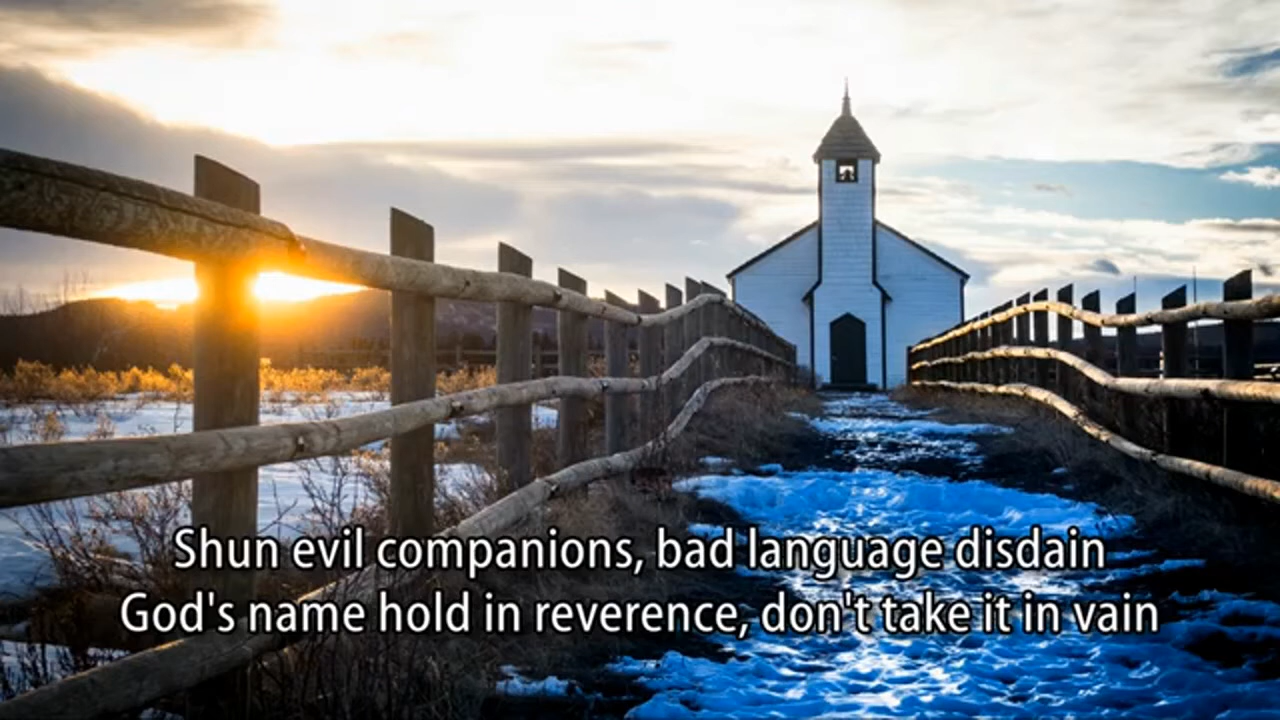 Shun evil companions, bad language disdain
God's name hold in reverence, don't take it in vain